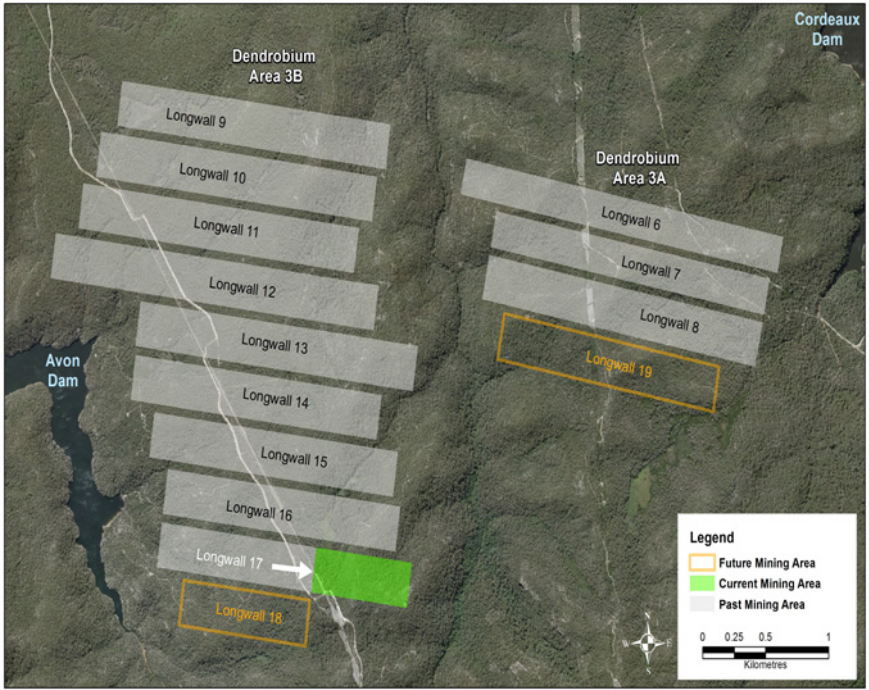 Cordeaux
Dam
Dendrobium
Area 3B
Longwall 9
Dendrobium
Area 3A
Longwall 10
Longwall 6
Longwall 11
Longwall 7
Longwall 12
Longwall 8
Longwall 13
Longwall 19
Avon
Dam
Longwall 14
Longwall 15
Longwall 16
Longwall 17
Longwall 18
Legend
Future Mining Area
Current Mining Area
Past Mining Area
N
W E
S
0 0.25 0.5 1
Kilometres